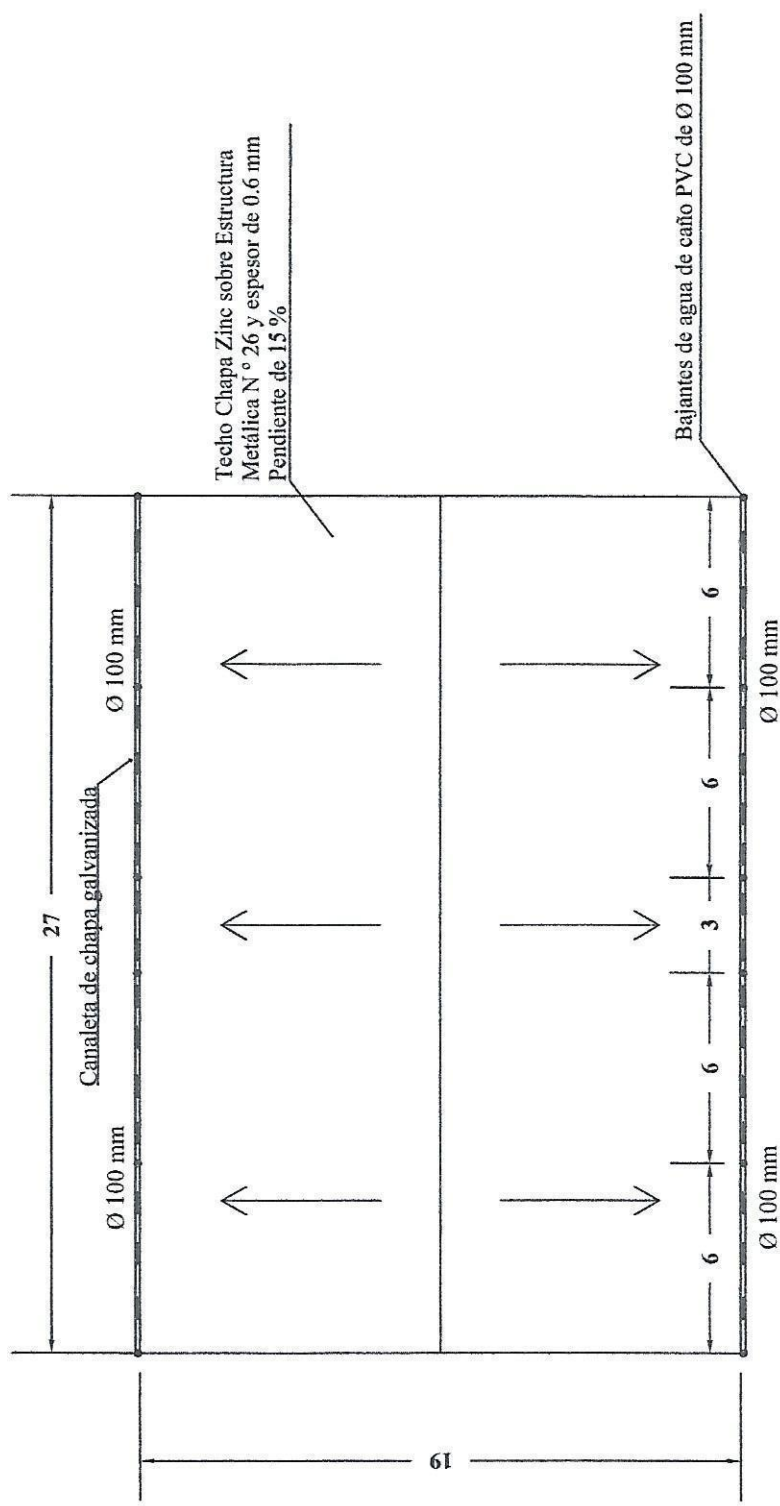 27
Canaleta de chapa galvanizada
Ø 100 mm
Ø 100 mm
Techo Chapa Zinc sobre Estructura
Metálica N º 26 y espesor de 0.6 mm
Pendiente de 15 %
19
6
6
3
6
6
Ø 100 mm
Ø 100 mm
Bajantes de agua de caño PVC de Ø 100 mm